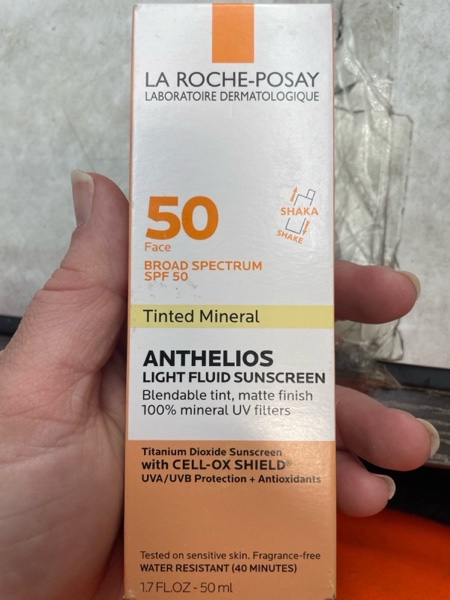 LA ROCHE-POSAY
LABORATOIRE DERMATOLOGIQUE
50
Face
BROAD SPECTRUM
SPF 50
SHAKA
SHAKE
Tinted Mineral
ANTHELIOS
LIGHT FLUID SUNSCREEN
Blendable tint, matte finish
100% mineral UV filters
Titanium Dioxide Sunscreen
with CELL-OX SHIELD®
UVA/UVB Protection + Antioxidants
Tested on sensitive skin. Fragrance-free
WATER RESISTANT (40 MINUTES)
1.7 FL.OZ - 50 ml